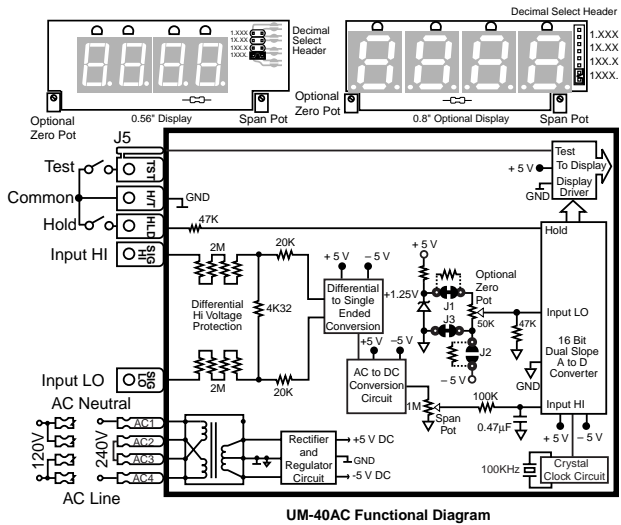 Decimal
Select
Header
1.XXX
1X.XX
1XX.X
1XXX.
Optional
Zero Pot
0.56" Display
Span Pot
Decimal Select
Header
1.XXX
1X.XX
1XX.X
1XXX.
Optional
Zero Pot
0.8" Optional Display
Span Pot
J5
Test
TST
Common
H/T
GND
Hold
HLD
47K
Input HI
SIG
HI
2M
20K
Differential
Hi Voltage
Protection
4K32
Input LO
SIG
LO
2M
20K
+ 5 V
– 5 V
Differential
to Single
Ended
Conversion
+5 V
–5 V
AC to DC
Conversion
Circuit
+ 5 V
+1.25V
J1
J3
J2
Optional
Zero
Pot
50K
47K
– 5 V
1M
Span
Pot
100K
0.47µF
Test
To Display
Display
Driver
+ 5 V
GND
Hold
Input LO
16 Bit
Dual Slope
A to D
Converter
GND
Input HI
+ 5 V
– 5 V
100KHz
Crystal
Clock Circuit
AC Neutral
120V
240V
AC1
AC2
AC3
AC4
AC Line
Rectifier
and
Regulator
Circuit
+5 V DC
GND
-5 V DC
UM-40AC Functional Diagram